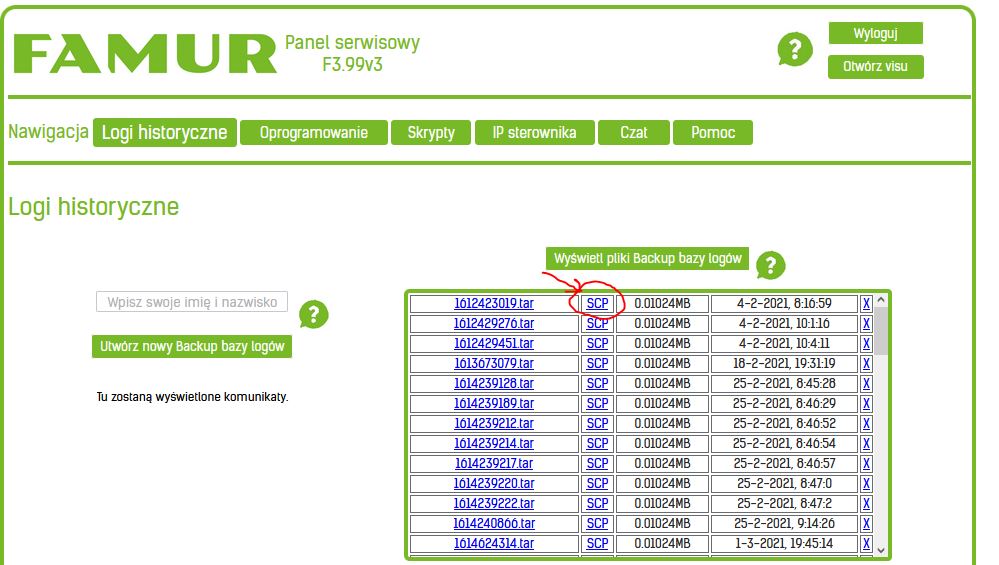 FAMUR Panel serwisowy
F3.99v3
Wyloguj
Otwórz visu
Nawigacja Logi historyczne Oprogramowanie Skrypty IP sterownika Czat Pomoc
Logi historyczne
Wpisz swoje imię i nazwisko
Utwórz nowy Backup bazy logów
Tu zostaną wyświetlone komunikaty.
Wyświetl pliki Backup bazy logów
1612423019.tar SCP 0.01024MB 4-2-2021, 8:16:59 X
1612429276.tar SCP 0.01024MB 4-2-2021, 10:1:16 X
1612429451.tar SCP 0.01024MB 4-2-2021, 10:4:11 X
1613673079.tar SCP 0.01024MB 18-2-2021, 19:31:19 X
1614239128.tar SCP 0.01024MB 25-2-2021, 8:45:28 X
1614239189.tar SCP 0.01024MB 25-2-2021, 8:46:29 X
1614239212.tar SCP 0.01024MB 25-2-2021, 8:46:52 X
1614239214.tar SCP 0.01024MB 25-2-2021, 8:46:54 X
1614239217.tar SCP 0.01024MB 25-2-2021, 8:46:57 X
1614239220.tar SCP 0.01024MB 25-2-2021, 8:47:0 X
1614239222.tar SCP 0.01024MB 25-2-2021, 8:47:2 X
1614240866.tar SCP 0.01024MB 25-2-2021, 9:14:26 X
1614624314.tar SCP 0.01024MB 1-3-2021, 19:45:14 X